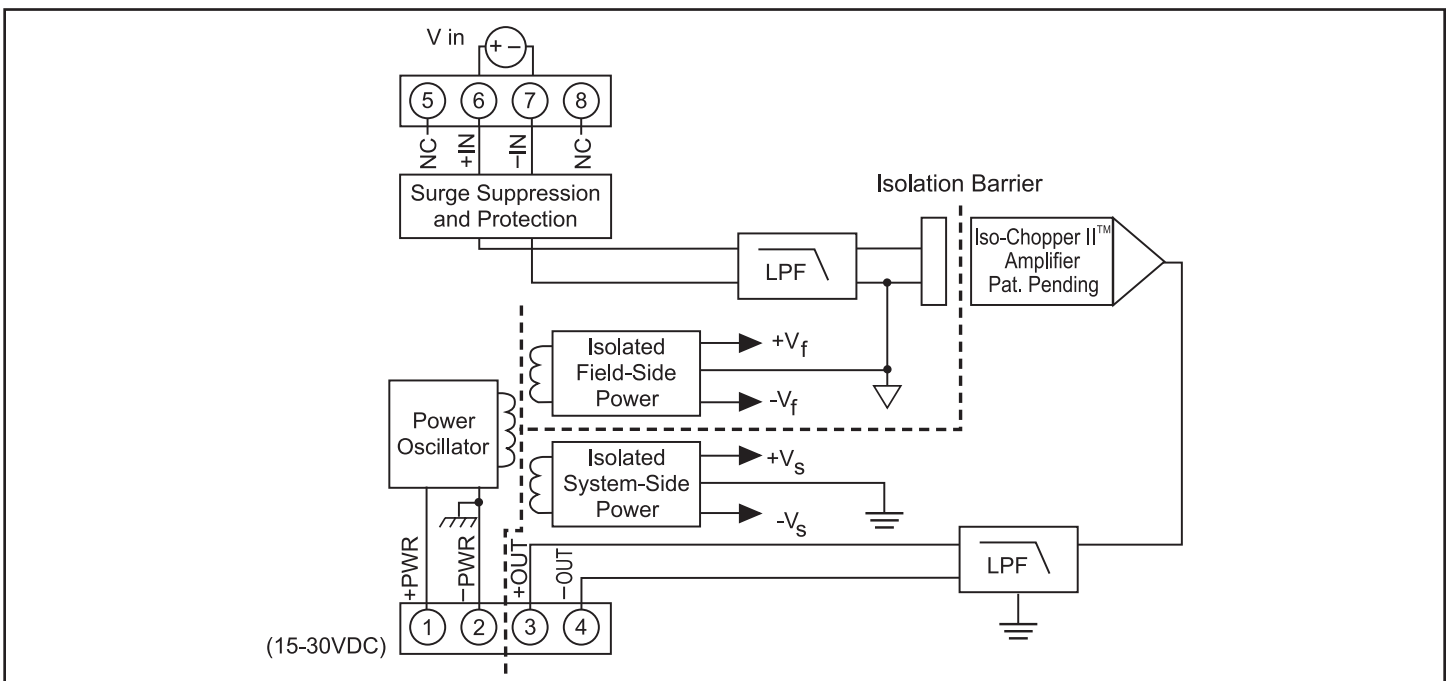 V in
+ –
5 6 7 8
NC
+IN
–IN
NC
Surge Suppression
and Protection
Isolation Barrier
LPF
Iso-Chopper II™
Amplifier
Pat. Pending
Isolated
Field-Side
Power
+Vf
-Vf
Power
Oscillator
Isolated
System-Side
Power
+Vs
-Vs
+PWR
–PWR
+OUT
–OUT
LPF
1 2 3 4
(15-30VDC)